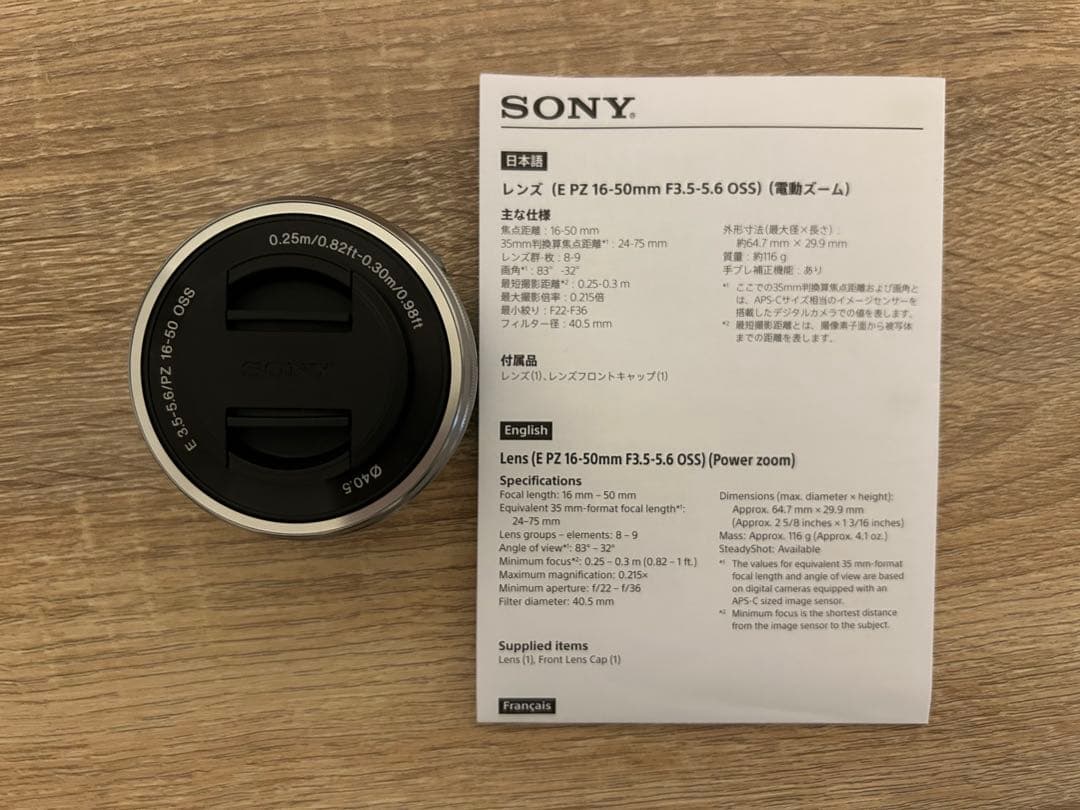 0.25m/0.82ft-0.30m/0.98ft
E 3.5-5.6/PZ 16-50 OSS
Ø40.5
SONY
SONY®
日本語
レンズ (E PZ 16-50mm F3.5-5.6 OSS) (電動ズーム)
主な仕様
焦点距離 : 16-50 mm
35mm判換算焦点距離*1 : 24-75 mm
レンズ群-枚 : 8-9
画角*1 : 83° -32°
最短撮影距離*2 : 0.25-0.3 m
最大撮影倍率 : 0.215倍
最小絞り : F22-F36
フィルター径 : 40.5 mm
外形寸法(最大径×長さ) :
約64.7 mm × 29.9 mm
質量 : 約116 g
手ブレ補正機能 : あり
*1 ここでの35mm判換算焦点距離および画角と
は、APS-Cサイズ相当のイメージセンサーを
搭載したデジタルカメラでの値を表します。
*2 最短撮影距離とは、撮像素子面から被写体
までの距離を表します。
付属品
レンズ(1)、レンズフロントキャップ(1)
English
Lens (E PZ 16-50mm F3.5-5.6 OSS) (Power zoom)
Specifications
Focal length: 16 mm – 50 mm
Equivalent 35 mm-format focal length*1:
24–75 mm
Lens groups – elements: 8 – 9
Angle of view*1: 83° – 32°
Minimum focus*2: 0.25 – 0.3 m (0.82 – 1 ft.)
Maximum magnification: 0.215×
Minimum aperture: f/22 – f/36
Filter diameter: 40.5 mm
Dimensions (max. diameter × height):
Approx. 64.7 mm × 29.9 mm
(Approx. 2 5/8 inches × 1 3/16 inches)
Mass: Approx. 116 g (Approx. 4.1 oz.)
SteadyShot: Available
*1 The values for equivalent 35 mm-format
focal length and angle of view are based
on digital cameras equipped with an
APS-C sized image sensor.
*2 Minimum focus is the shortest distance
from the image sensor to the subject.
Supplied items
Lens (1), Front Lens Cap (1)
Français